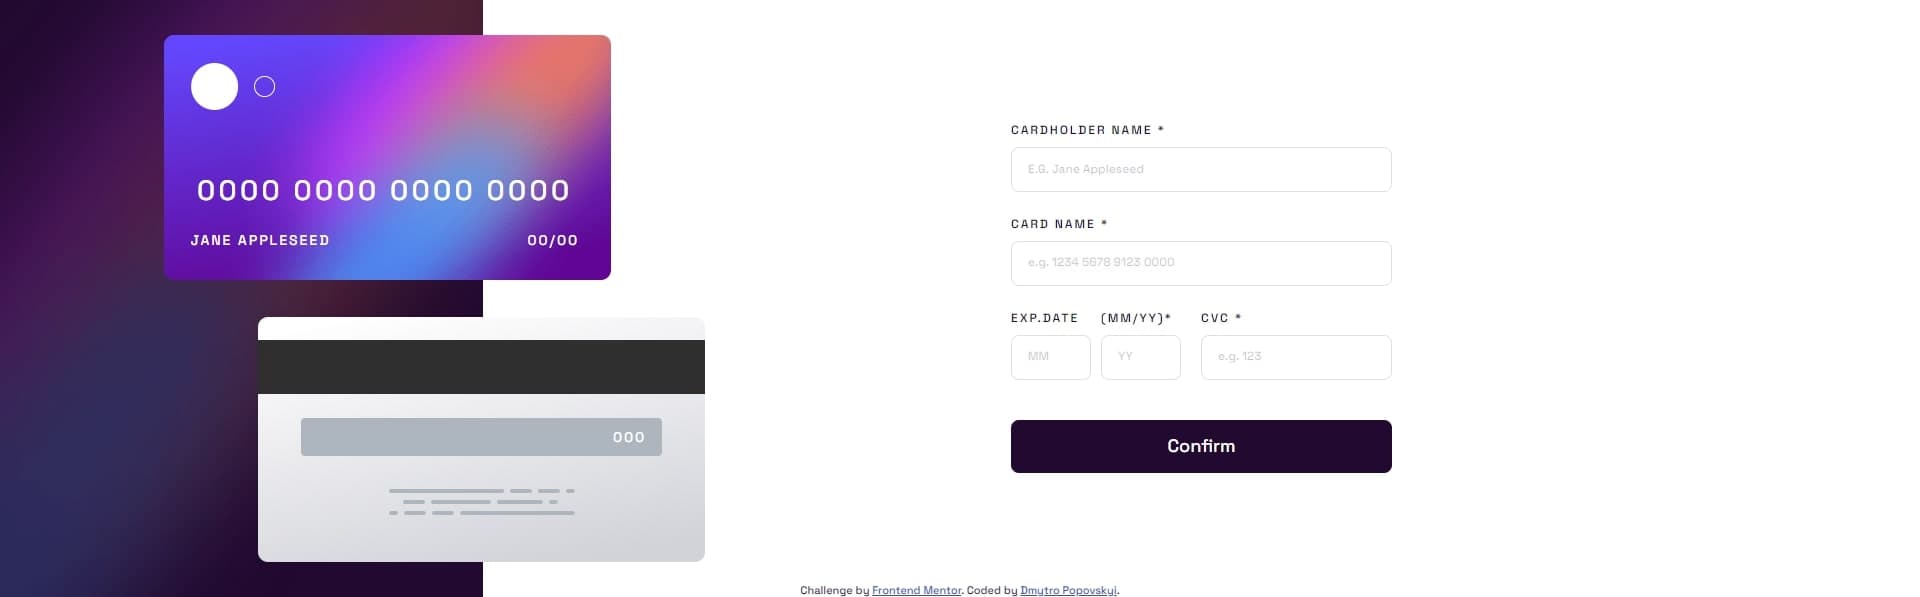 0000 0000 0000 0000
JANE APPLESEED 00/00
000
CARDHOLDER NAME *
E.G. Jane Appleseed
CARD NAME *
e.g. 1234 5678 9123 0000
EXP.DATE (MM/YY)* CVC *
MM YY e.g. 123
Confirm
Challenge by Frontend Mentor. Coded by Dmytro Popovskyi.